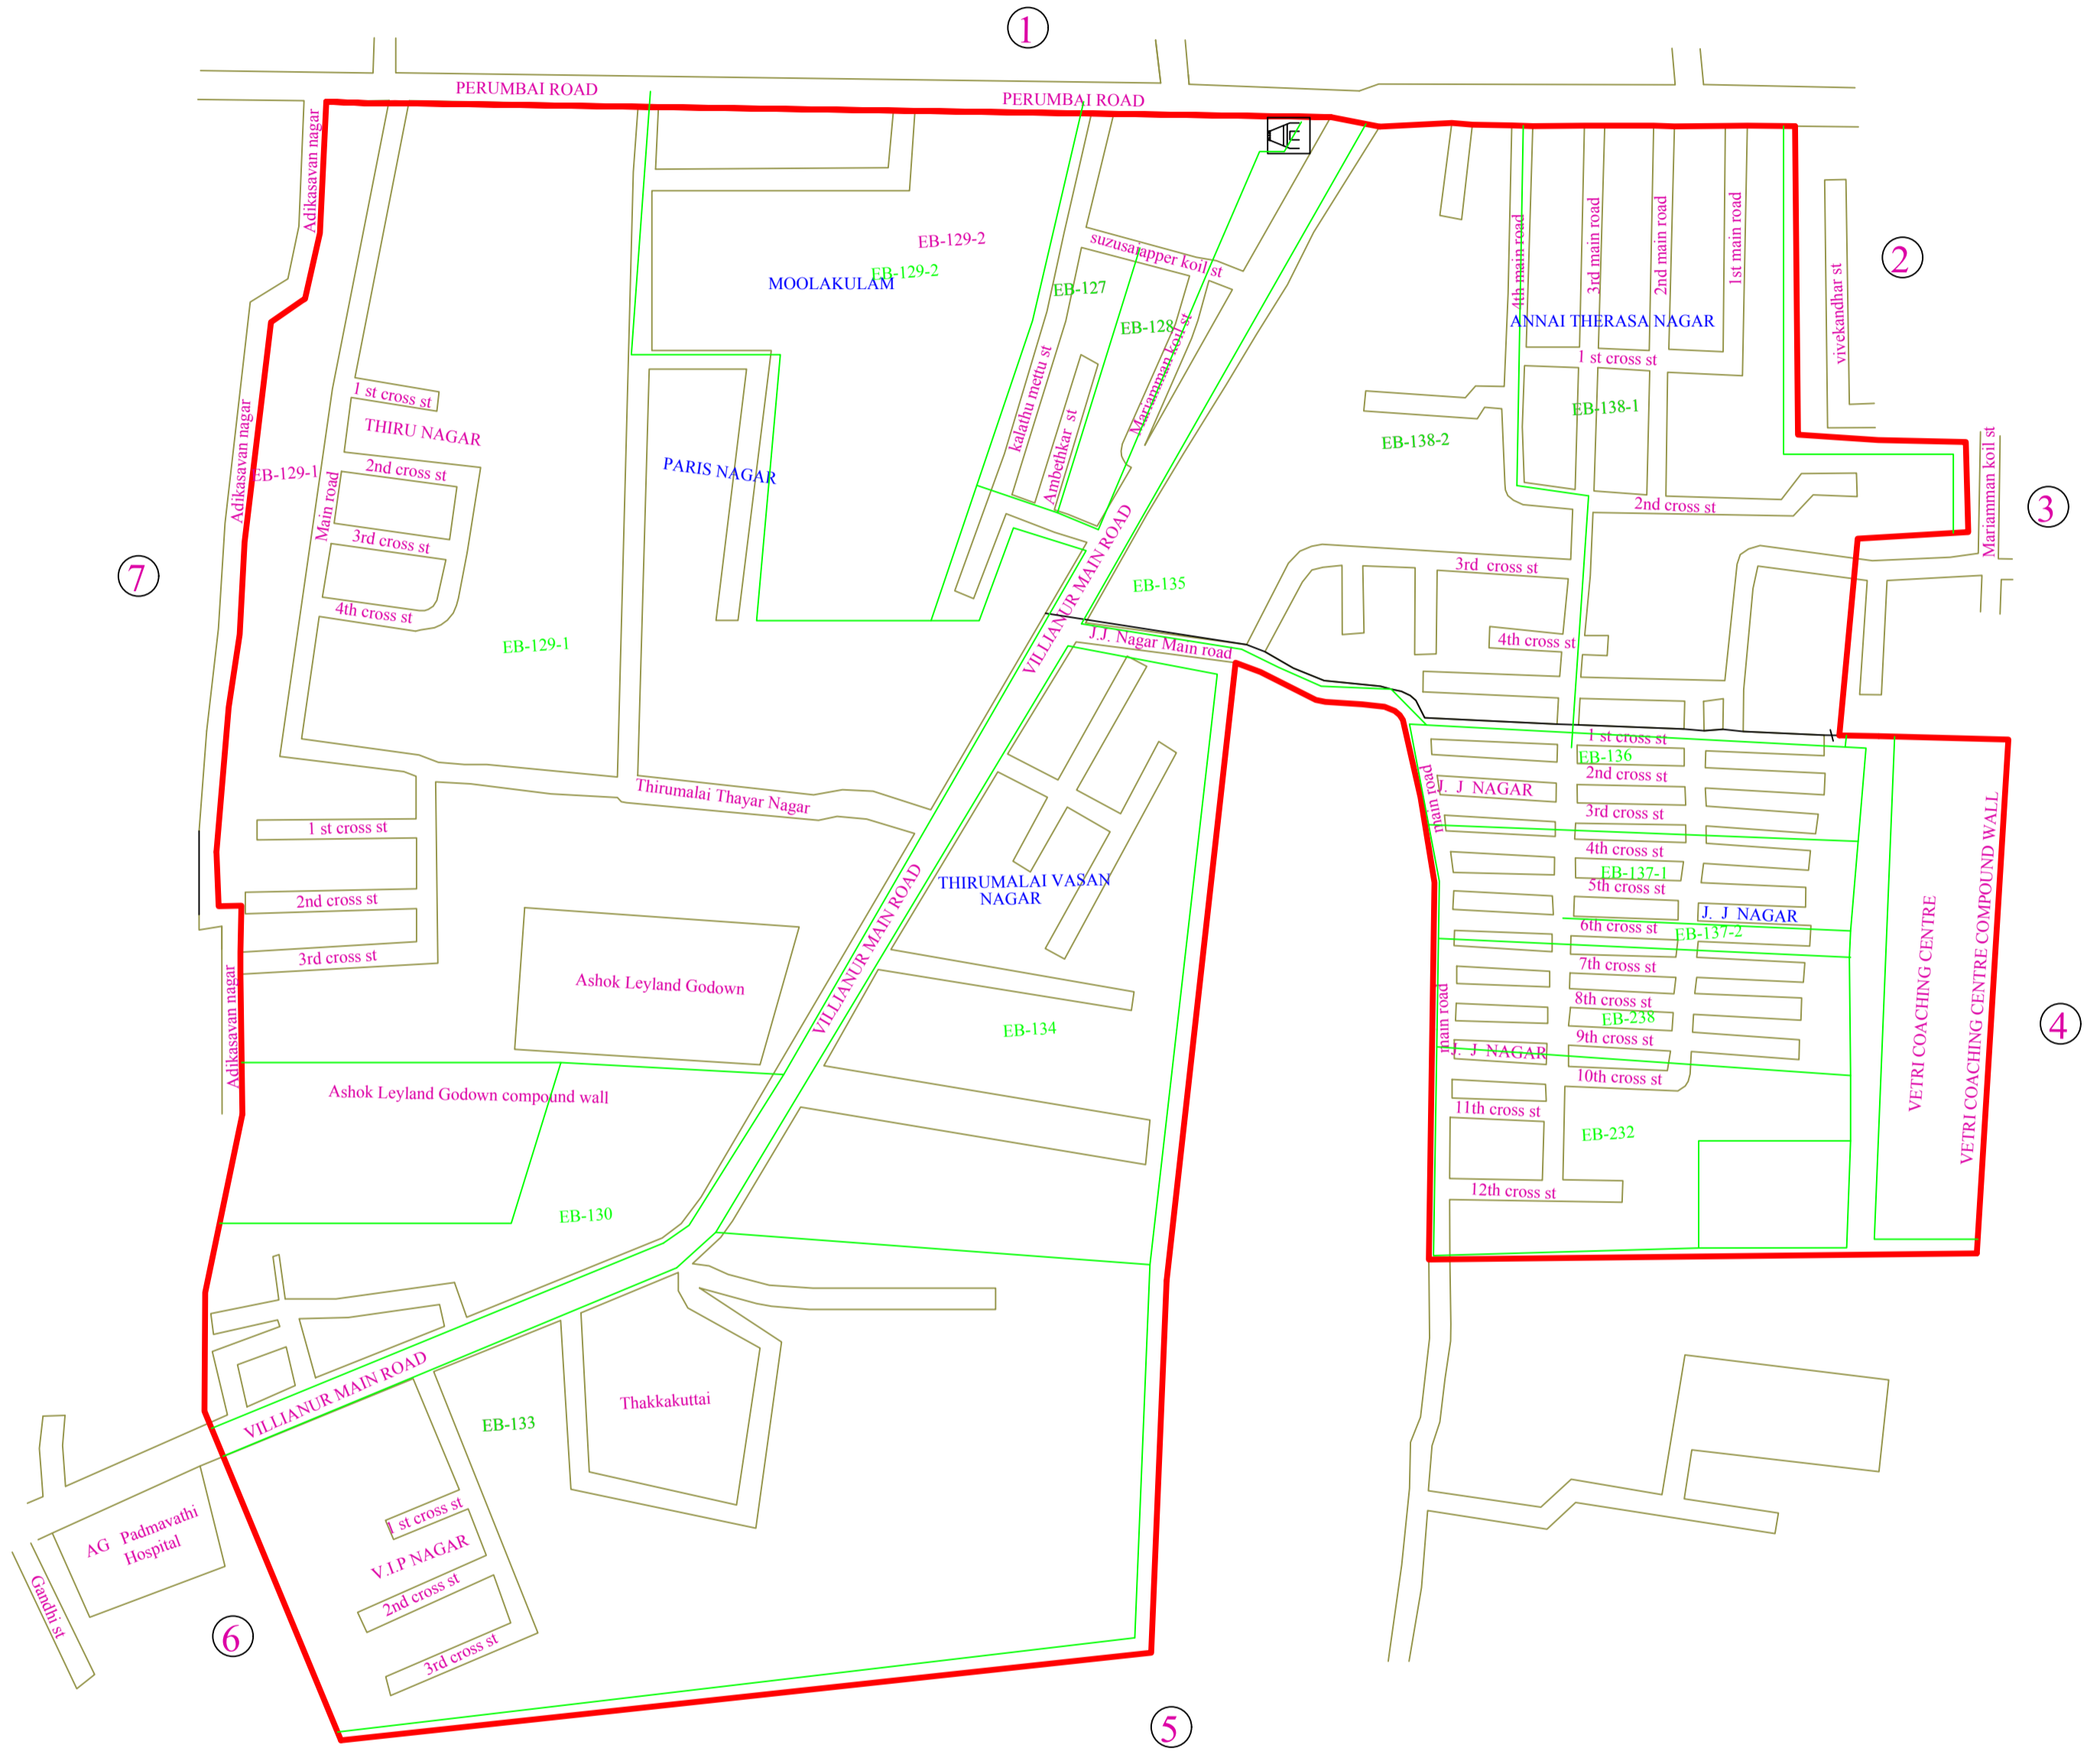 1
PERUMBAI ROAD
PERUMBAI ROAD
Adikasavan nagar
EB-129-2
EB-129-2
MOOLAKULAM
suzusaiapper koil st
EB-127
EB-128
Mariamman koil st
kalathu mettu st
Ambethkar st
4th main road
3rd main road
2nd main road
1st main road
ANNAI THERASA NAGAR
1 st cross st
EB-138-1
EB-138-2
2nd cross st
3rd cross st
4th cross st
vivekandhar st
2
Mariamman koil st
3
1 st cross st
THIRU NAGAR
2nd cross st
3rd cross st
4th cross st
Main road
EB-129-1
Adikasavan nagar
7
PARIS NAGAR
EB-129-1
EB-135
VILLIANUR MAIN ROAD
J.J. Nagar Main road
Thirumalai Thayar Nagar
1 st cross st
2nd cross st
3rd cross st
Adikasavan nagar
Ashok Leyland Godown
Ashok Leyland Godown compound wall
VILLIANUR MAIN ROAD
THIRUMALAI VASAN
NAGAR
EB-134
EB-130
main road
J. J NAGAR
1 st cross st
EB-136
2nd cross st
3rd cross st
4th cross st
EB-137-1
5th cross st
J. J NAGAR
6th cross st
EB-137-2
7th cross st
8th cross st
EB-238
9th cross st
main road
J. J NAGAR
10th cross st
11th cross st
EB-232
12th cross st
VETRI COACHING CENTRE
VETRI COACHING CENTRE COMPOUND WALL
4
VILLIANUR MAIN ROAD
EB-133
Thakkakuttai
1 st cross st
V.I.P NAGAR
2nd cross st
3rd cross st
AG Padmavathi
Hospital
Gandhi st
6
5